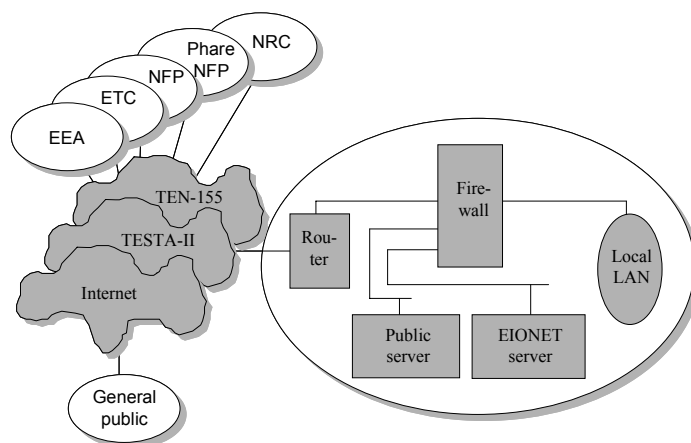 NRC
Phare
NFP
NFP
ETC
EEA
TEN-155
TESTA-II
Internet
General
public
Rou-
ter
Fire-
wall
Local
LAN
Public
server
EIONET
server